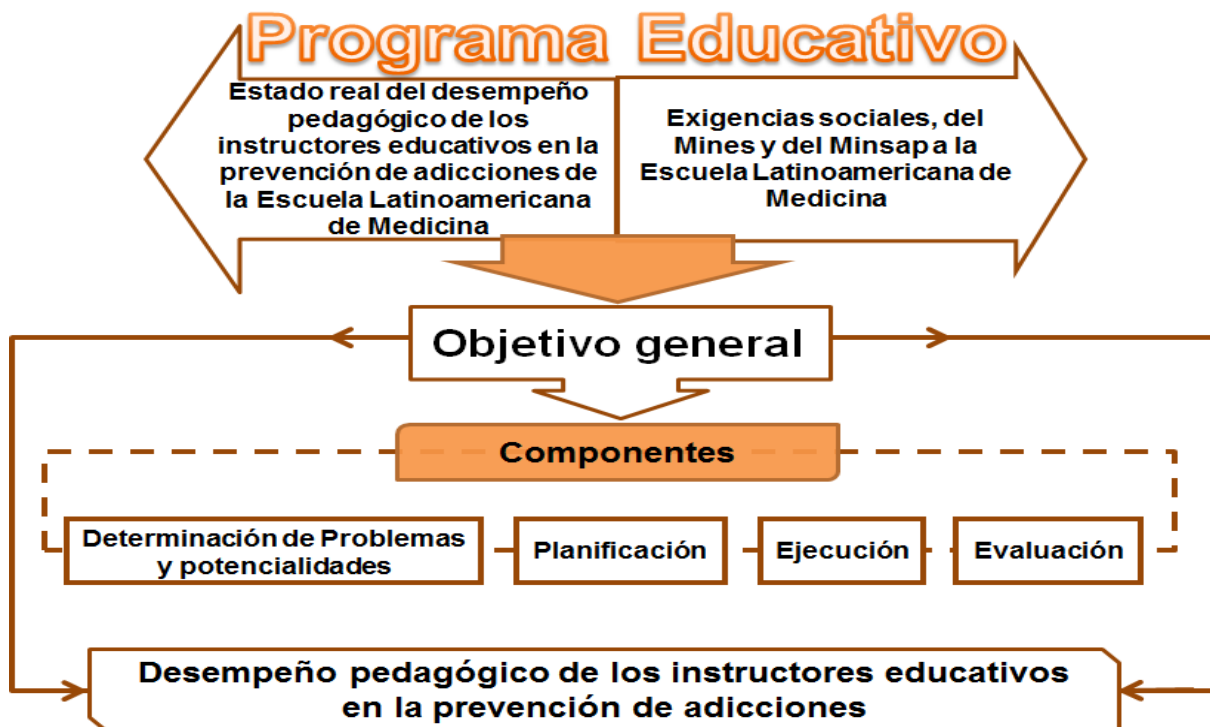 Programa Educativo
Estado real del desempeño
pedagógico de los
instructores educativos en la
prevención de adicciones de
la Escuela Latinoamericana
de Medicina
Exigencias sociales, del
Mines y del Minsap a la
Escuela Latinoamericana de
Medicina
Objetivo general
Componentes
Determinación de Problemas
y potencialidades
Planificación
Ejecución
Evaluación
Desempeño pedagógico de los instructores educativos
en la prevención de adicciones